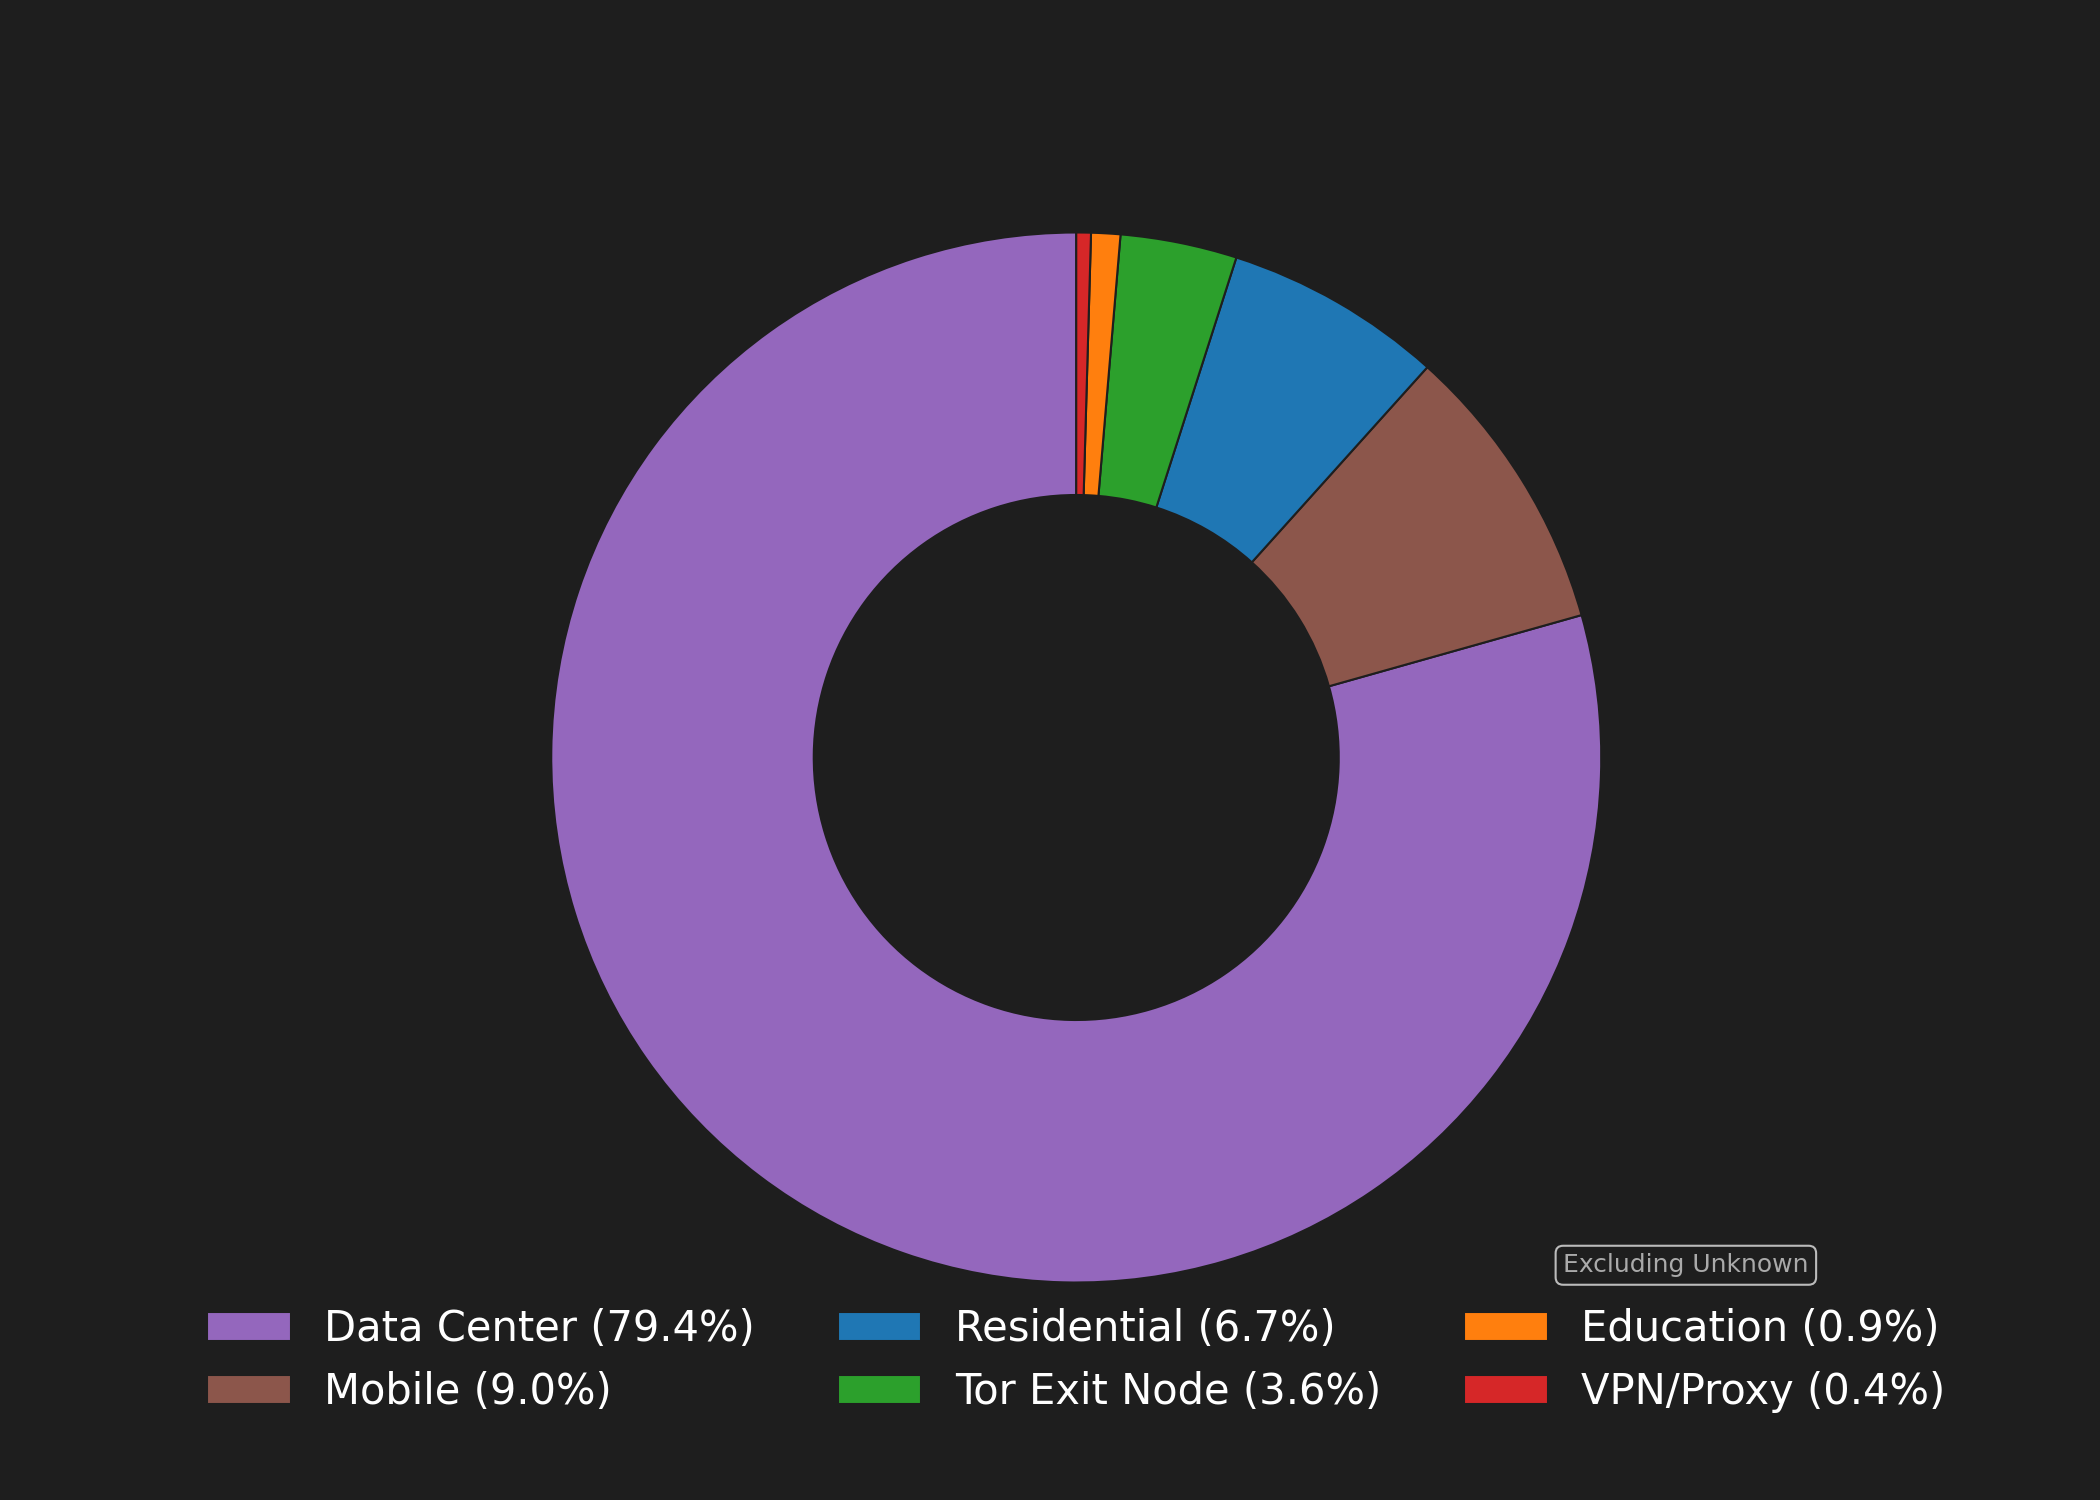 Excluding Unknown
Data Center (79.4%)
Mobile (9.0%)
Residential (6.7%)
Tor Exit Node (3.6%)
Education (0.9%)
VPN/Proxy (0.4%)